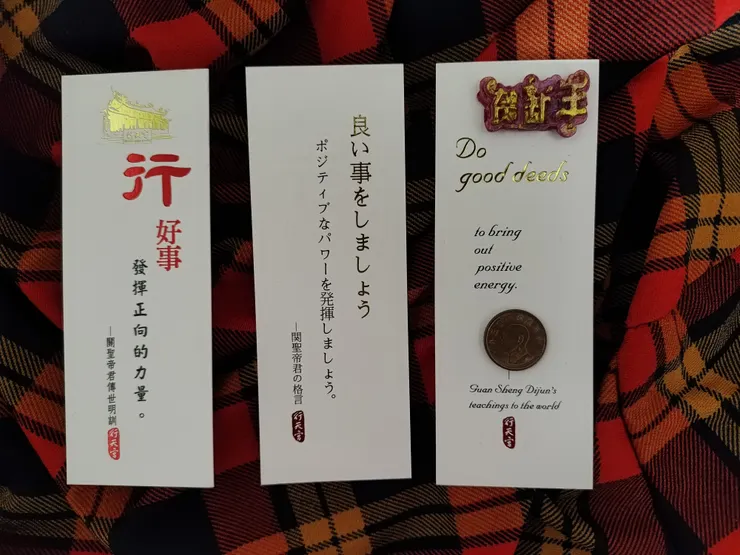 行
好事
發揮正向的力量。
—關聖帝君傳世明訓
行天宮
良い事をしましょう
ポジティブなパワーを発揮しましょう。
—関聖帝君の格言
行天宮
Do
good deeds
to bring
out
positive
energy.
Guan Sheng Dijun's
teachings to the world
行天宮